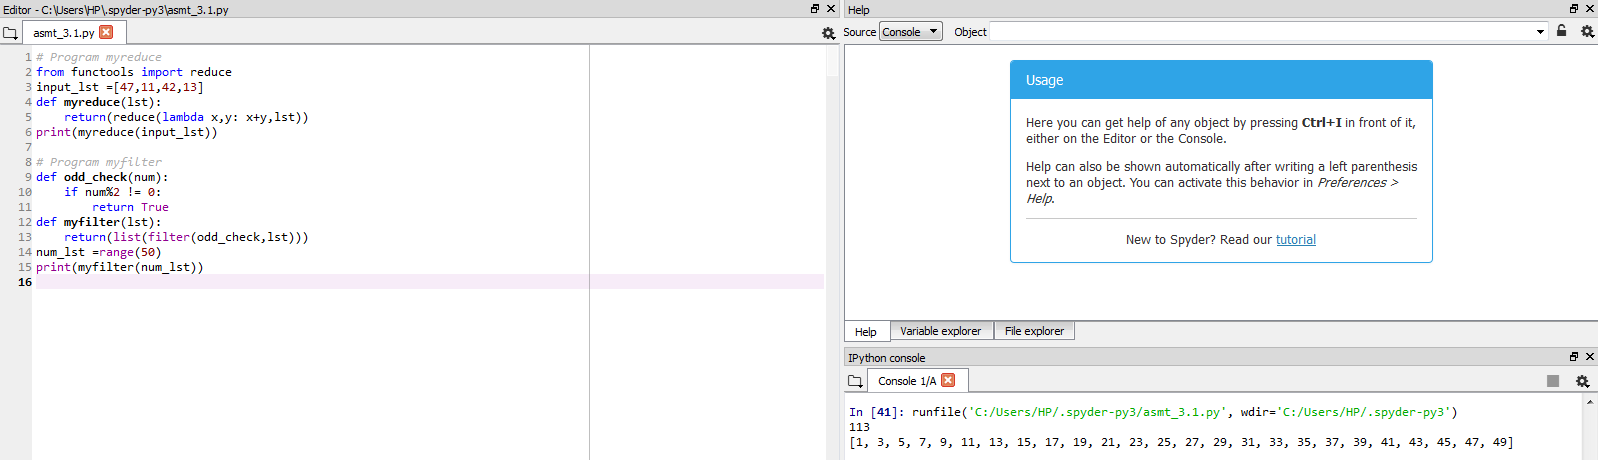 Editor - C:\Users\HP\.spyder-py3\asmt_3.1.py
asmt_3.1.py
1 # Program myreduce
2 from functools import reduce
3 input_lst =[47,11,42,13]
4 def myreduce(lst):
5     return(reduce(lambda x,y: x+y,lst))
6 print(myreduce(input_lst))
7
8 # Program myfilter
9 def odd_check(num):
10     if num%2 != 0:
11         return True
12 def myfilter(lst):
13     return(list(filter(odd_check,lst)))
14 num_lst =range(50)
15 print(myfilter(num_lst))
16
Help
Source Console Object
Usage
Here you can get help of any object by pressing Ctrl+I in front of it,
either on the Editor or the Console.
Help can also be shown automatically after writing a left parenthesis
next to an object. You can activate this behavior in Preferences >
Help.
New to Spyder? Read our tutorial
Help Variable explorer File explorer
IPython console
Console 1/A
In [41]: runfile('C:/Users/HP/.spyder-py3/asmt_3.1.py', wdir='C:/Users/HP/.spyder-py3')
113
[1, 3, 5, 7, 9, 11, 13, 15, 17, 19, 21, 23, 25, 27, 29, 31, 33, 35, 37, 39, 41, 43, 45, 47, 49]